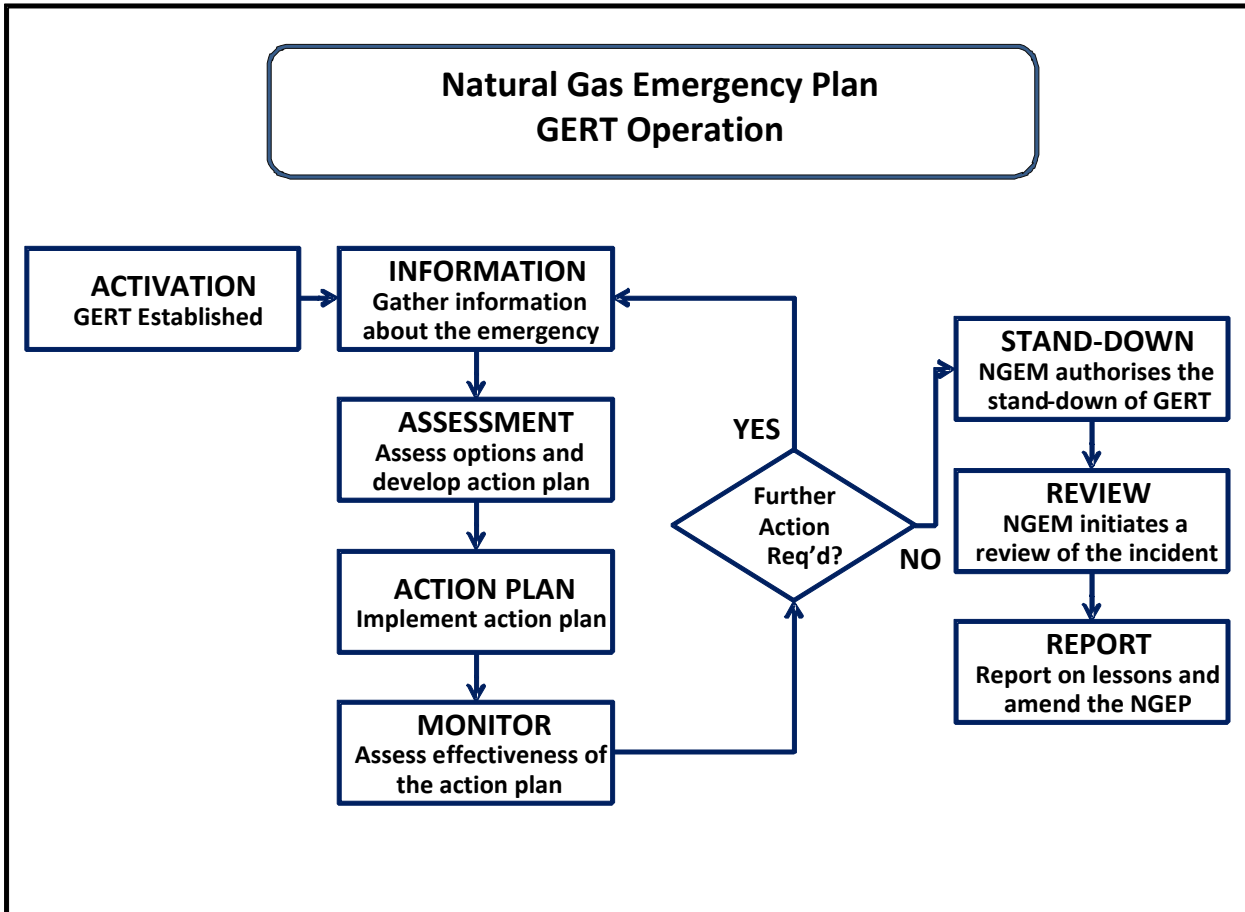 Natural Gas Emergency Plan
GERT Operation
ACTIVATION
GERT Established
INFORMATION
Gather information
about the emergency
ASSESSMENT
Assess options and
develop action plan
ACTION PLAN
Implement action plan
MONITOR
Assess effectiveness of
the action plan
YES
Further
Action
Req'd?
NO
STAND-DOWN
NGEM authorises the
stand-down of GERT
REVIEW
NGEM initiates a
review of the incident
REPORT
Report on lessons and
amend the NGEP